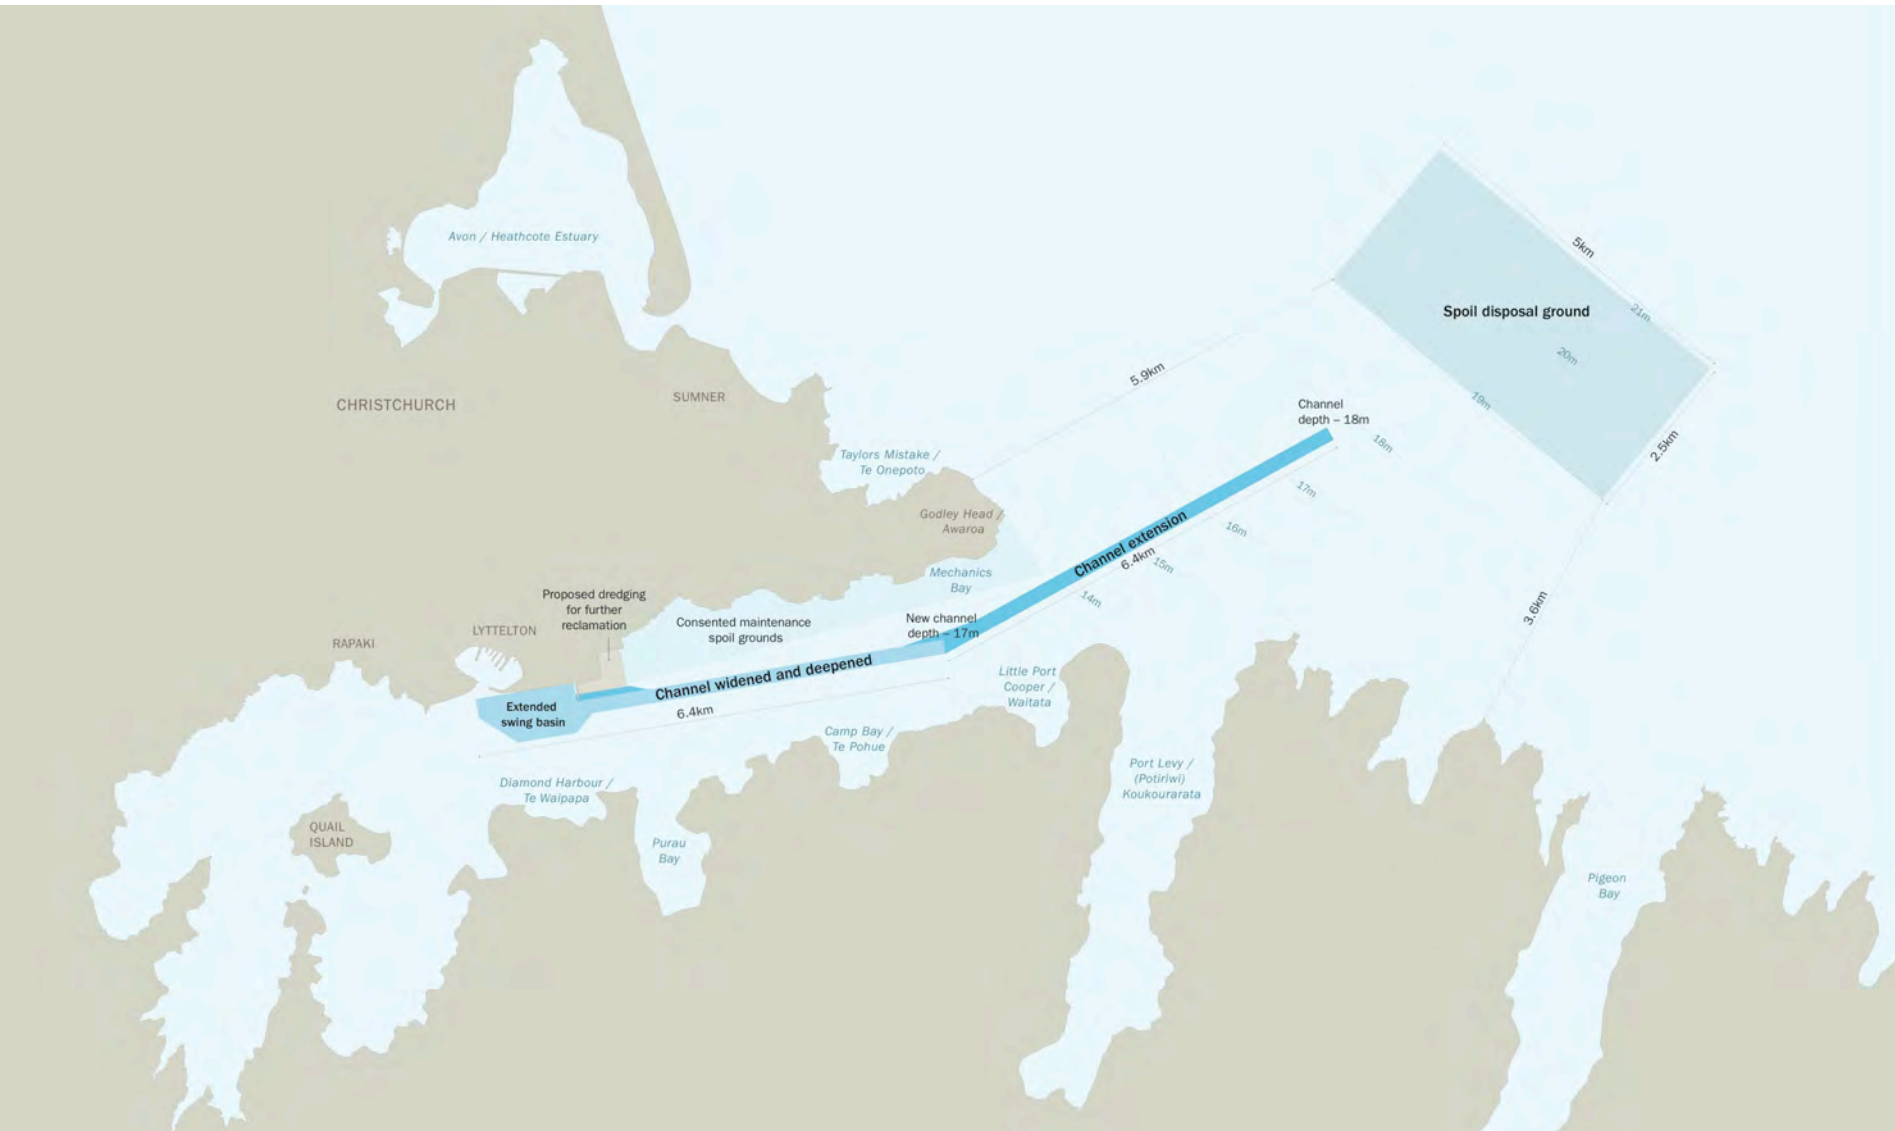 Avon / Heathcote Estuary
5km
Spoil disposal ground
21m
20m
5.9km
19m
CHRISTCHURCH
SUMNER
Channel
depth – 18m
18m
2.5km
Taylors Mistake /
Te Onepoto
17m
Godley Head /
Awaroa
16m
Channel extension
6.4km
15m
Mechanics
Bay
14m
Proposed dredging
for further
reclamation
Consented maintenance
spoil grounds
New channel
depth – 17m
3.6km
LYTTELTON
RAPAKI
Channel widened and deepened
Little Port
Cooper /
Waitata
Extended
swing basin
6.4km
Camp Bay /
Te Pohue
Port Levy /
(Potiriwi)
Koukourarata
Diamond Harbour /
Te Waipapa
QUAIL
ISLAND
Purau
Bay
Pigeon
Bay